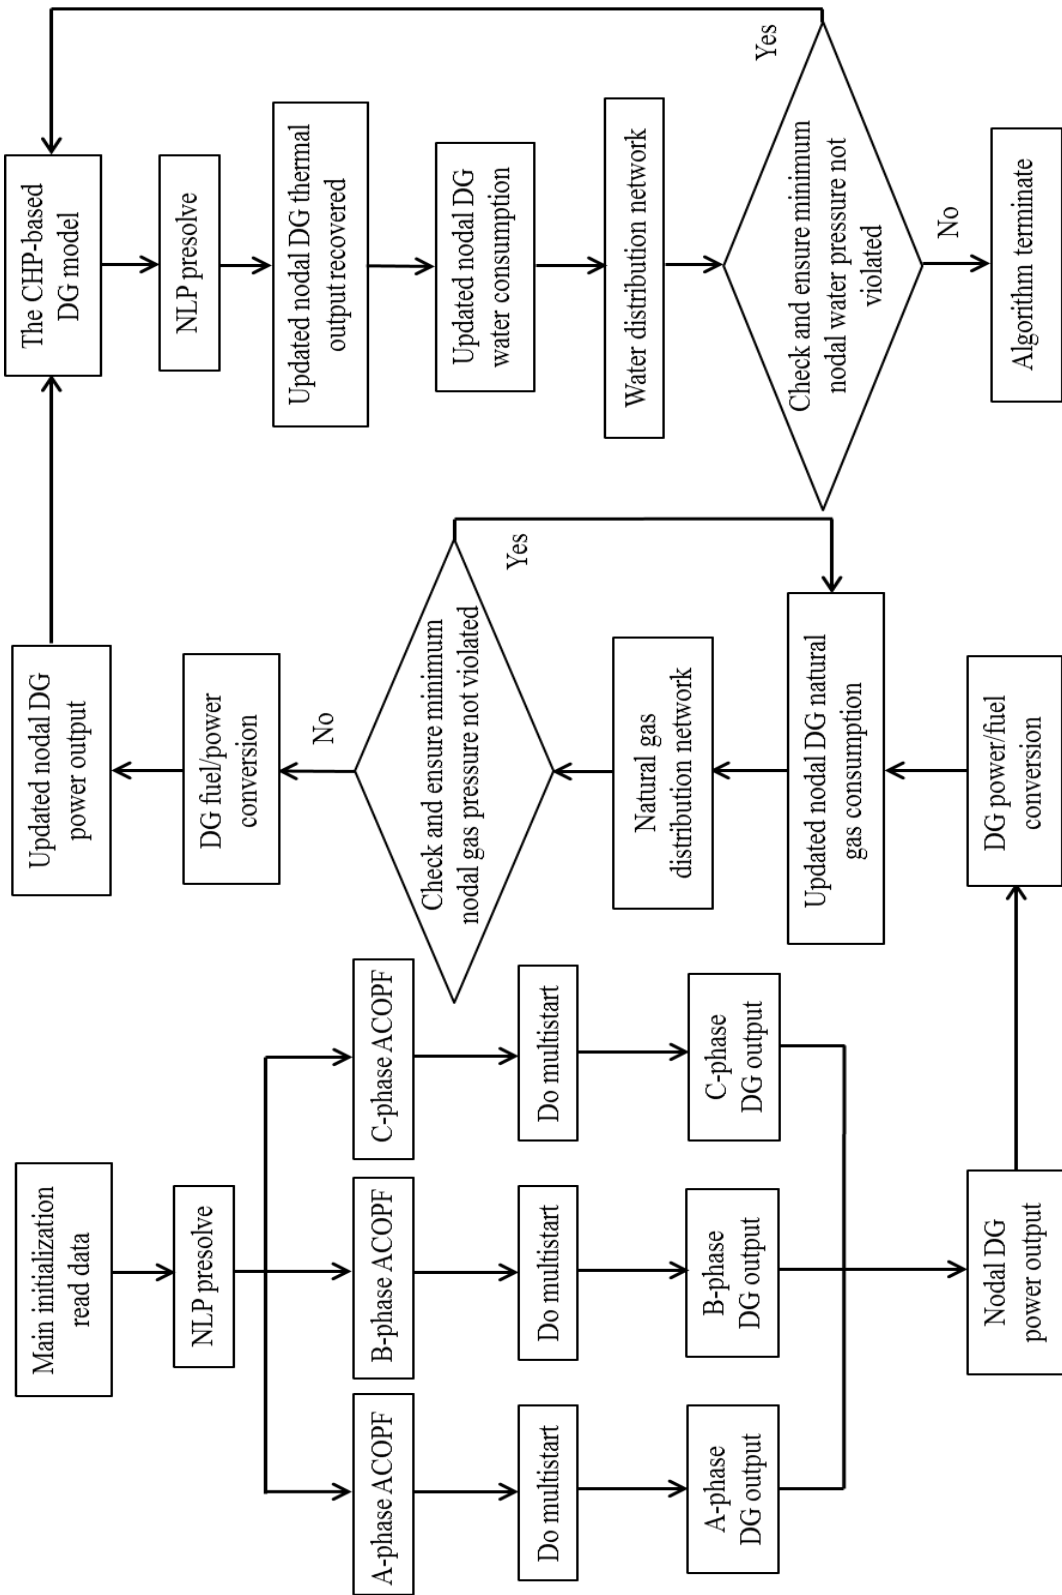 Main initialization
read data
NLP presolve
A-phase ACOPF
B-phase ACOPF
C-phase ACOPF
Do multistart
Do multistart
Do multistart
A-phase
DG output
B-phase
DG output
C-phase
DG output
Nodal DG
power output
DG power/fuel
conversion
Updated nodal DG natural
gas consumption
Natural gas
distribution network
Check and ensure minimum
nodal gas pressure not violated
Yes
No
DG fuel/power
conversion
Updated nodal DG
power output
The CHP-based
DG model
NLP presolve
Updated nodal DG thermal
output recovered
Updated nodal DG
water consumption
Water distribution network
Check and ensure minimum
nodal water pressure not
violated
Yes
No
Algorithm terminate